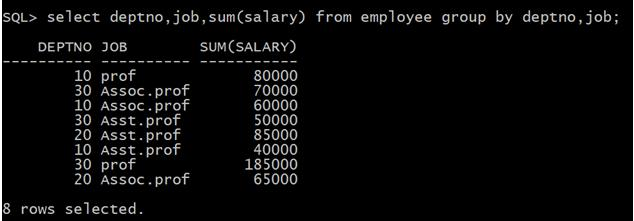 SQL> select deptno,job,sum(salary) from employee group by deptno,job;
DEPTNO JOB SUM(SALARY)
---------- ---------- -----------
10 prof 80000
30 Assoc.prof 70000
10 Assoc.prof 60000
30 Asst.prof 50000
20 Asst.prof 85000
10 Asst.prof 40000
30 prof 185000
20 Assoc.prof 65000
8 rows selected.